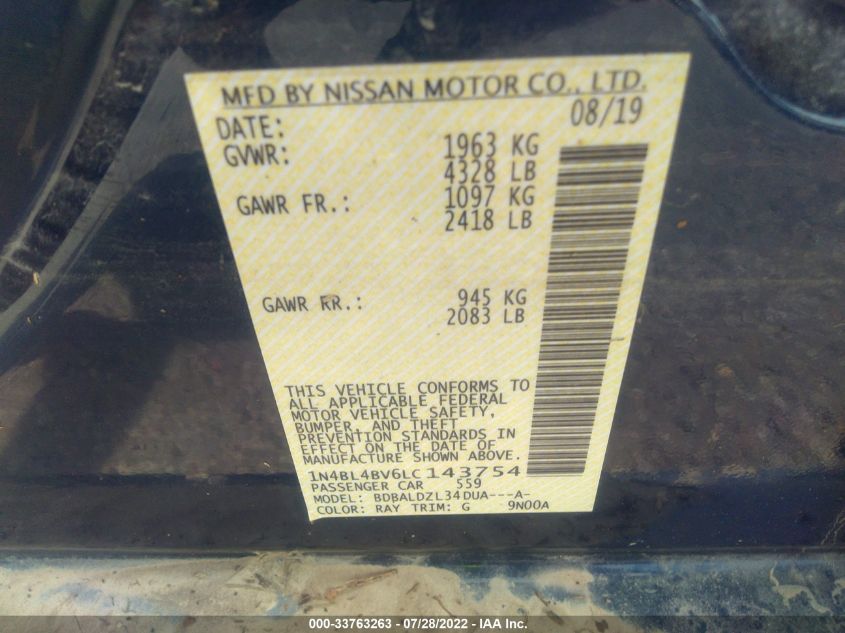 MFD BY NISSAN MOTOR CO., LTD.
DATE: 08/19
GVWR: 1963 KG
4328 LB
GAWR FR.: 1097 KG
2418 LB
GAWR RR.: 945 KG
2083 LB
THIS VEHICLE CONFORMS TO
ALL APPLICABLE FEDERAL
MOTOR VEHICLE SAFETY,
BUMPER, AND THEFT
PREVENTION STANDARDS IN
EFFECT ON THE DATE OF
MANUFACTURE SHOWN ABOVE.
1N4BL4BV6LC143754
PASSENGER CAR 559
MODEL: BDBALDZL34DUA---A-
COLOR: RAY TRIM: G 9N00A
000-33763263 - 07/28/2022 - IAA Inc.